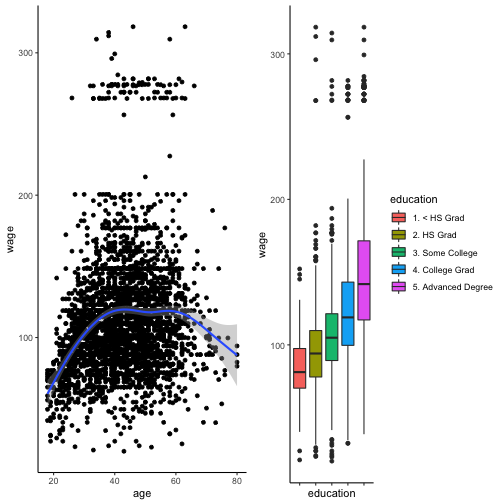 wage
300
200
100
20
40
60
80
age
wage
300
200
100
education
education
1. < HS Grad
2. HS Grad
3. Some College
4. College Grad
5. Advanced Degree